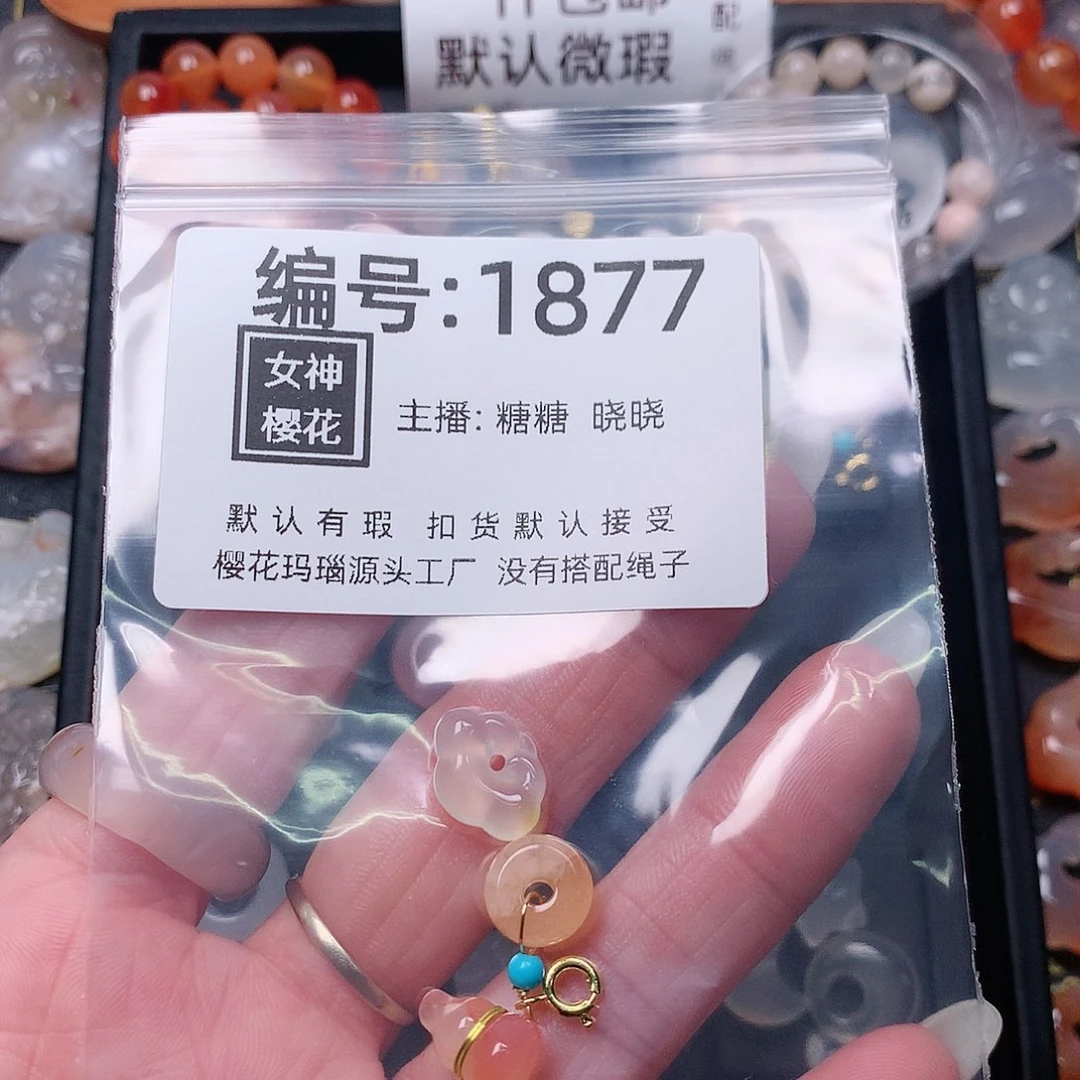 配
默认微瑕
编号:1877
女神
樱花
主播: 糖糖 晓晓
默认有瑕 扣货默认接受
樱花玛瑙源头工厂 没有搭配绳子